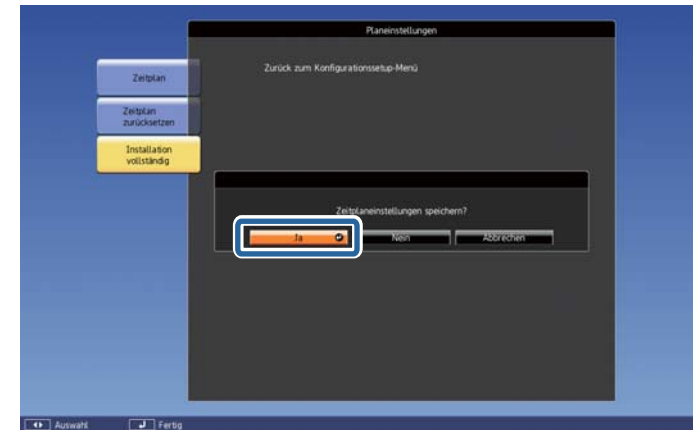 Planeinstellungen
Zeitplan
Zurück zum Konfigurationssetup-Menü
Zeitplan
zurücksetzen
Installation
vollständig
Zeitplaneinstellungen speichern?
Ja
Nein
Abbrechen
Auswahl
Fertig